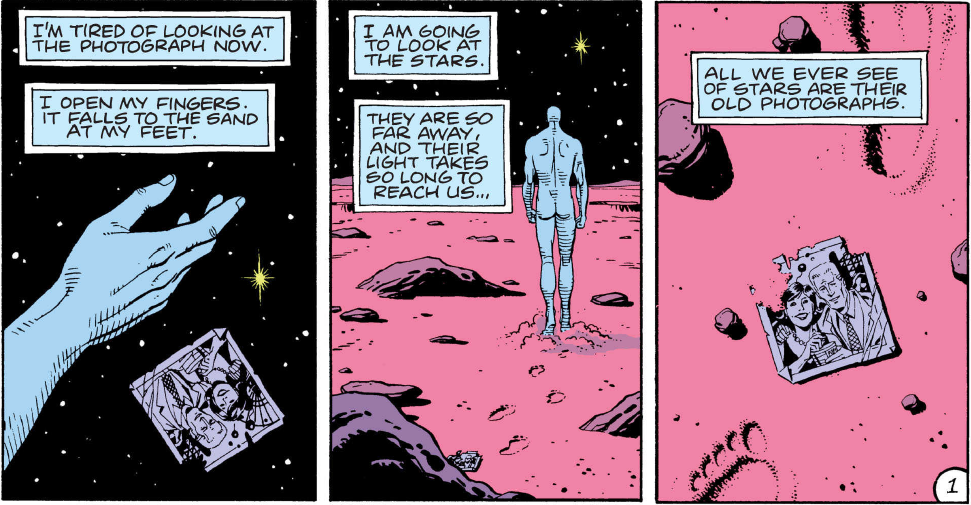 I'M TIRED OF LOOKING AT
THE PHOTOGRAPH NOW.
I OPEN MY FINGERS.
IT FALLS TO THE SAND
AT MY FEET.
I AM GOING
TO LOOK AT
THE STARS.
THEY ARE SO
FAR AWAY,
AND THEIR
LIGHT TAKES
SO LONG TO
REACH US...
ALL WE EVER SEE
OF STARS ARE THEIR
OLD PHOTOGRAPHS.
1